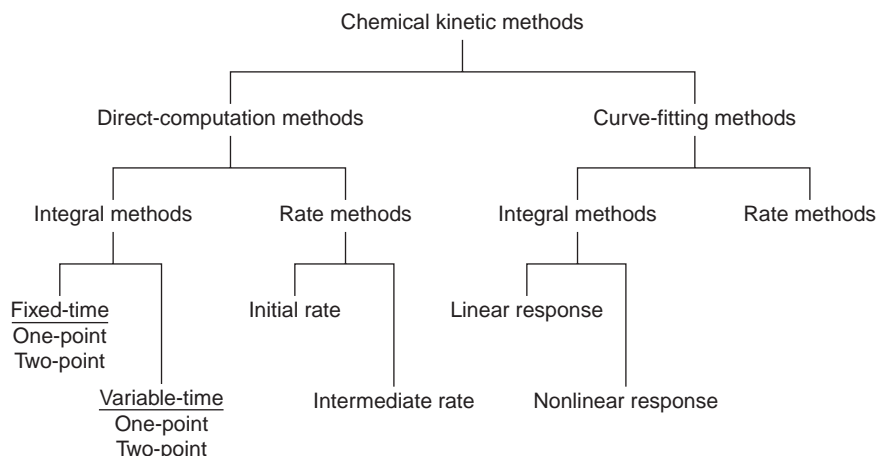 Chemical kinetic methods
Direct-computation methods
Curve-fitting methods
Integral methods
Rate methods
Integral methods
Rate methods
Fixed-time
One-point
Two-point
Initial rate
Linear response
Variable-time
One-point
Two-point
Intermediate rate
Nonlinear response